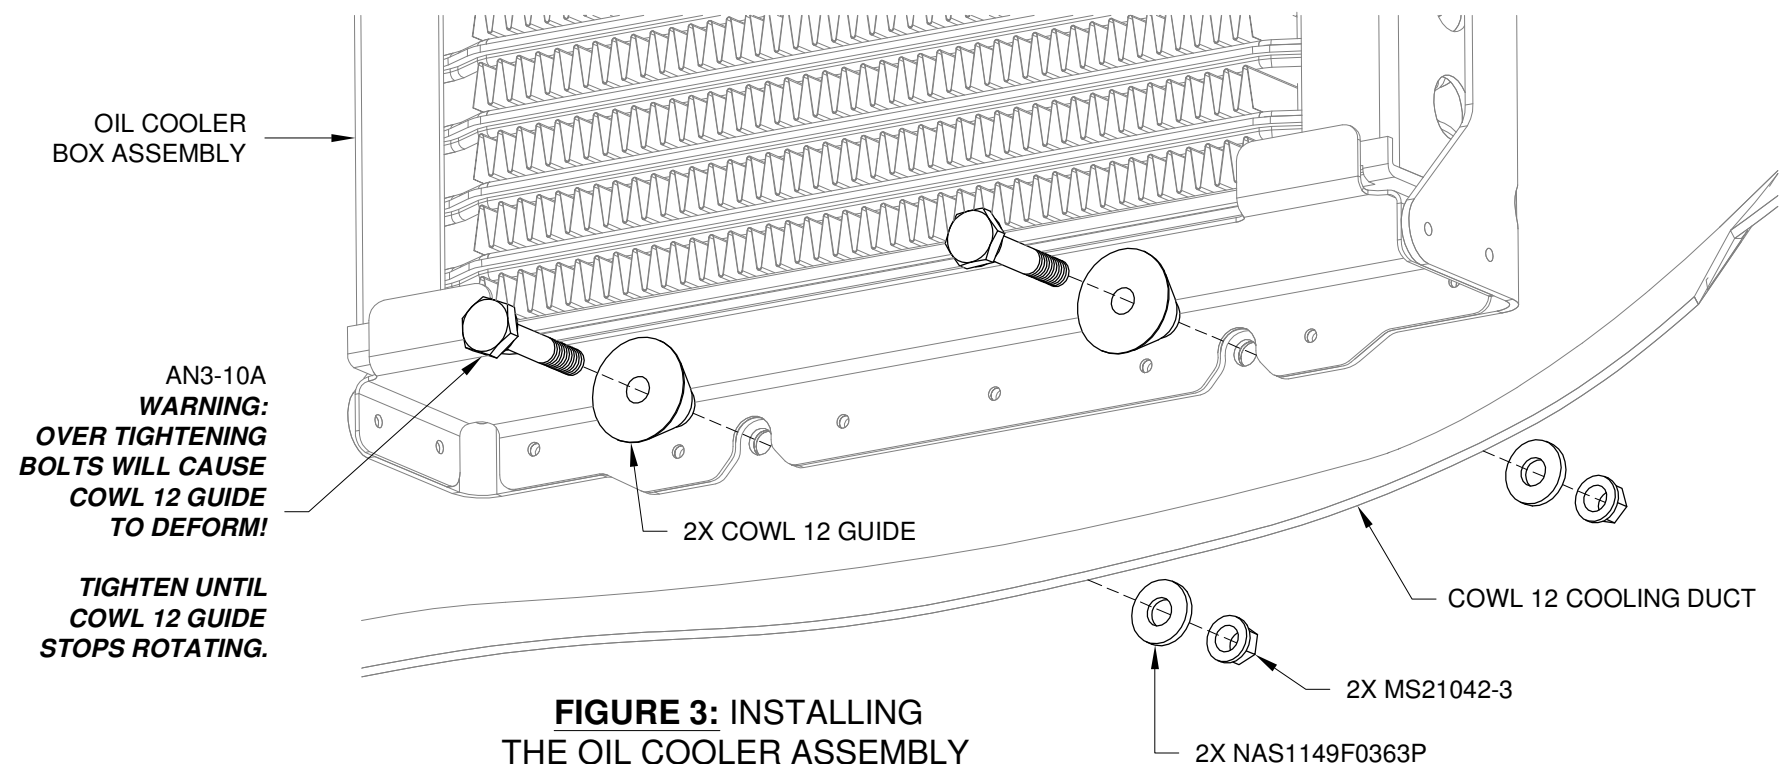 OIL COOLER
BOX ASSEMBLY
AN3-10A
WARNING:
OVER TIGHTENING
BOLTS WILL CAUSE
COWL 12 GUIDE
TO DEFORM!
TIGHTEN UNTIL
COWL 12 GUIDE
STOPS ROTATING.
2X COWL 12 GUIDE
COWL 12 COOLING DUCT
2X MS21042-3
2X NAS1149F0363P
FIGURE 3: INSTALLING
THE OIL COOLER ASSEMBLY